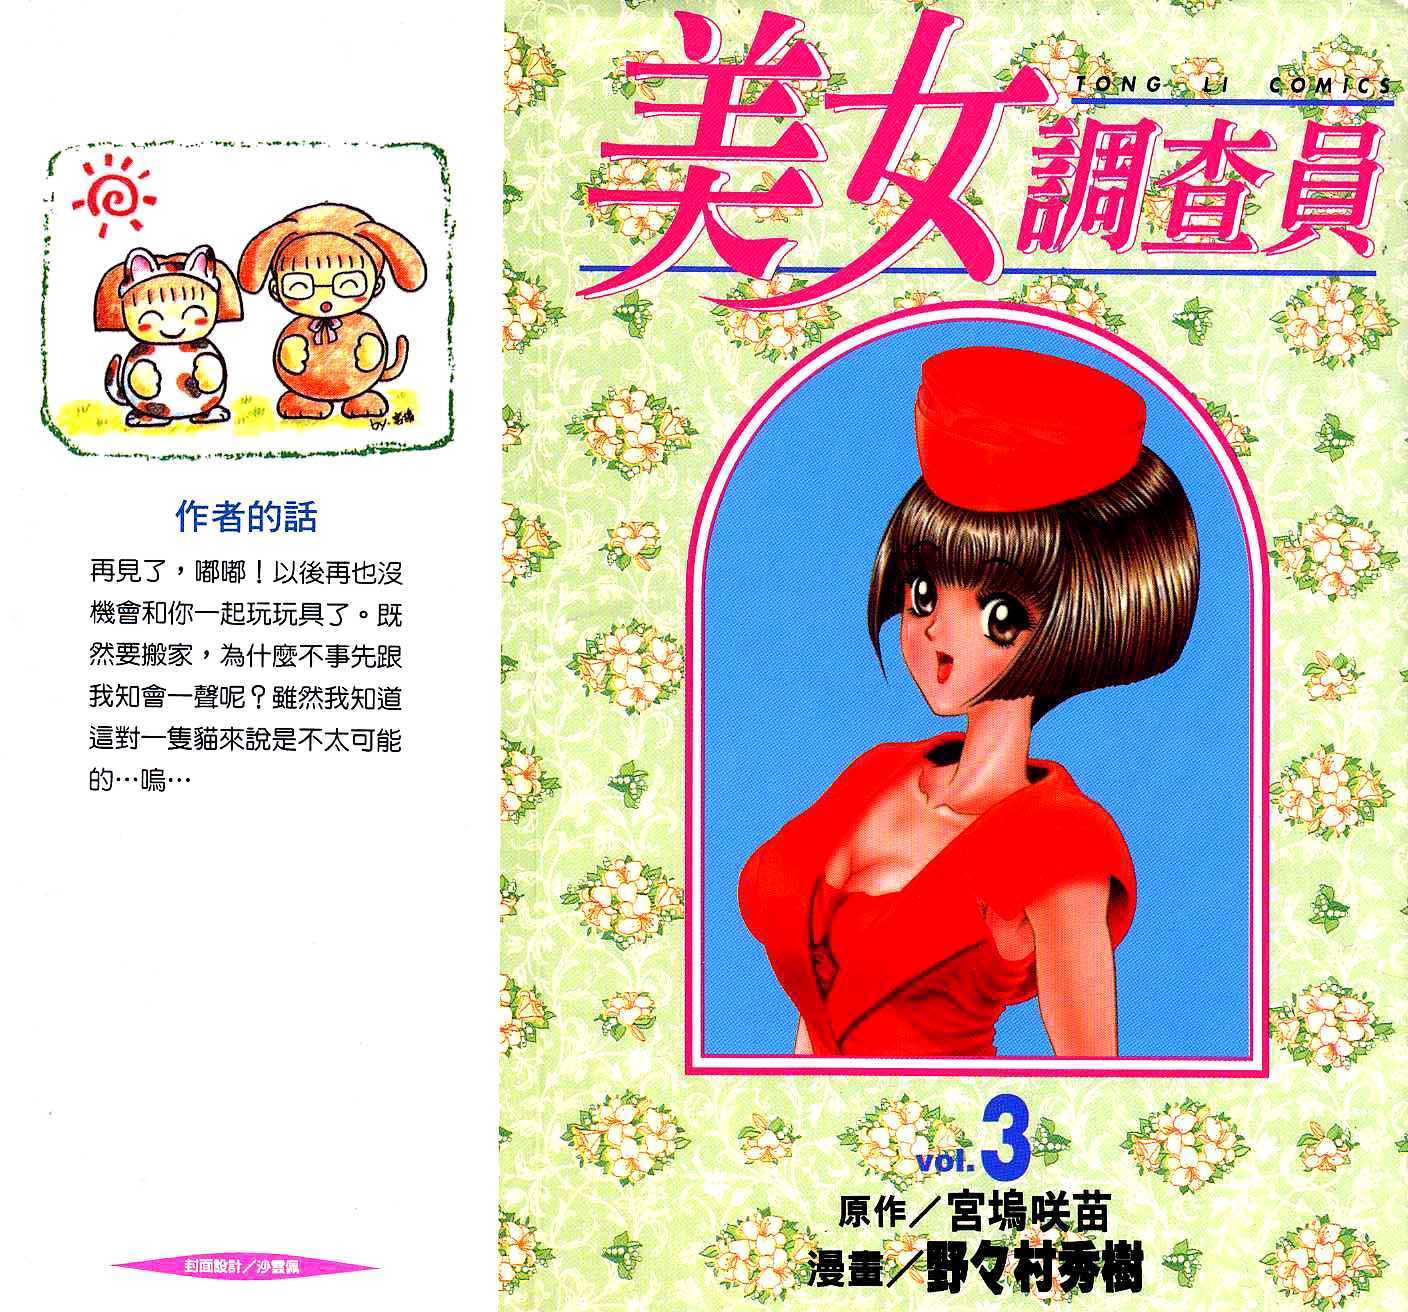 by.宮塢
作者的話
再見了，嘟嘟！以後再也沒
機會和你一起玩玩具了。既
然要搬家，為什麼不事先跟
我知會一聲呢？雖然我知道
這對一隻貓來說是不太可能
的…嗚…
封面設計／沙雲佩
TONG LI COMICS
美女調查員
vol.3
原作／宮塢咲苗
漫畫／野々村秀樹